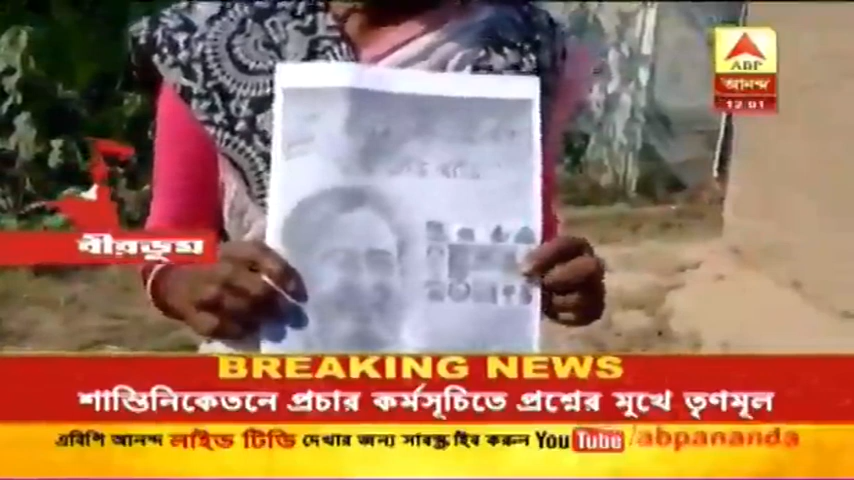 ABP
আনন্দ
12:01
বীরভুম
BREAKING NEWS
শান্তিনিকেতনে প্রচার কর্মসূচিতে প্রশ্নের মুখে তৃণমূল
এবিপি আনন্দ লাইভ টিভি দেখার জন্য সাবস্ক্রাইব করুন YouTube/abpananda